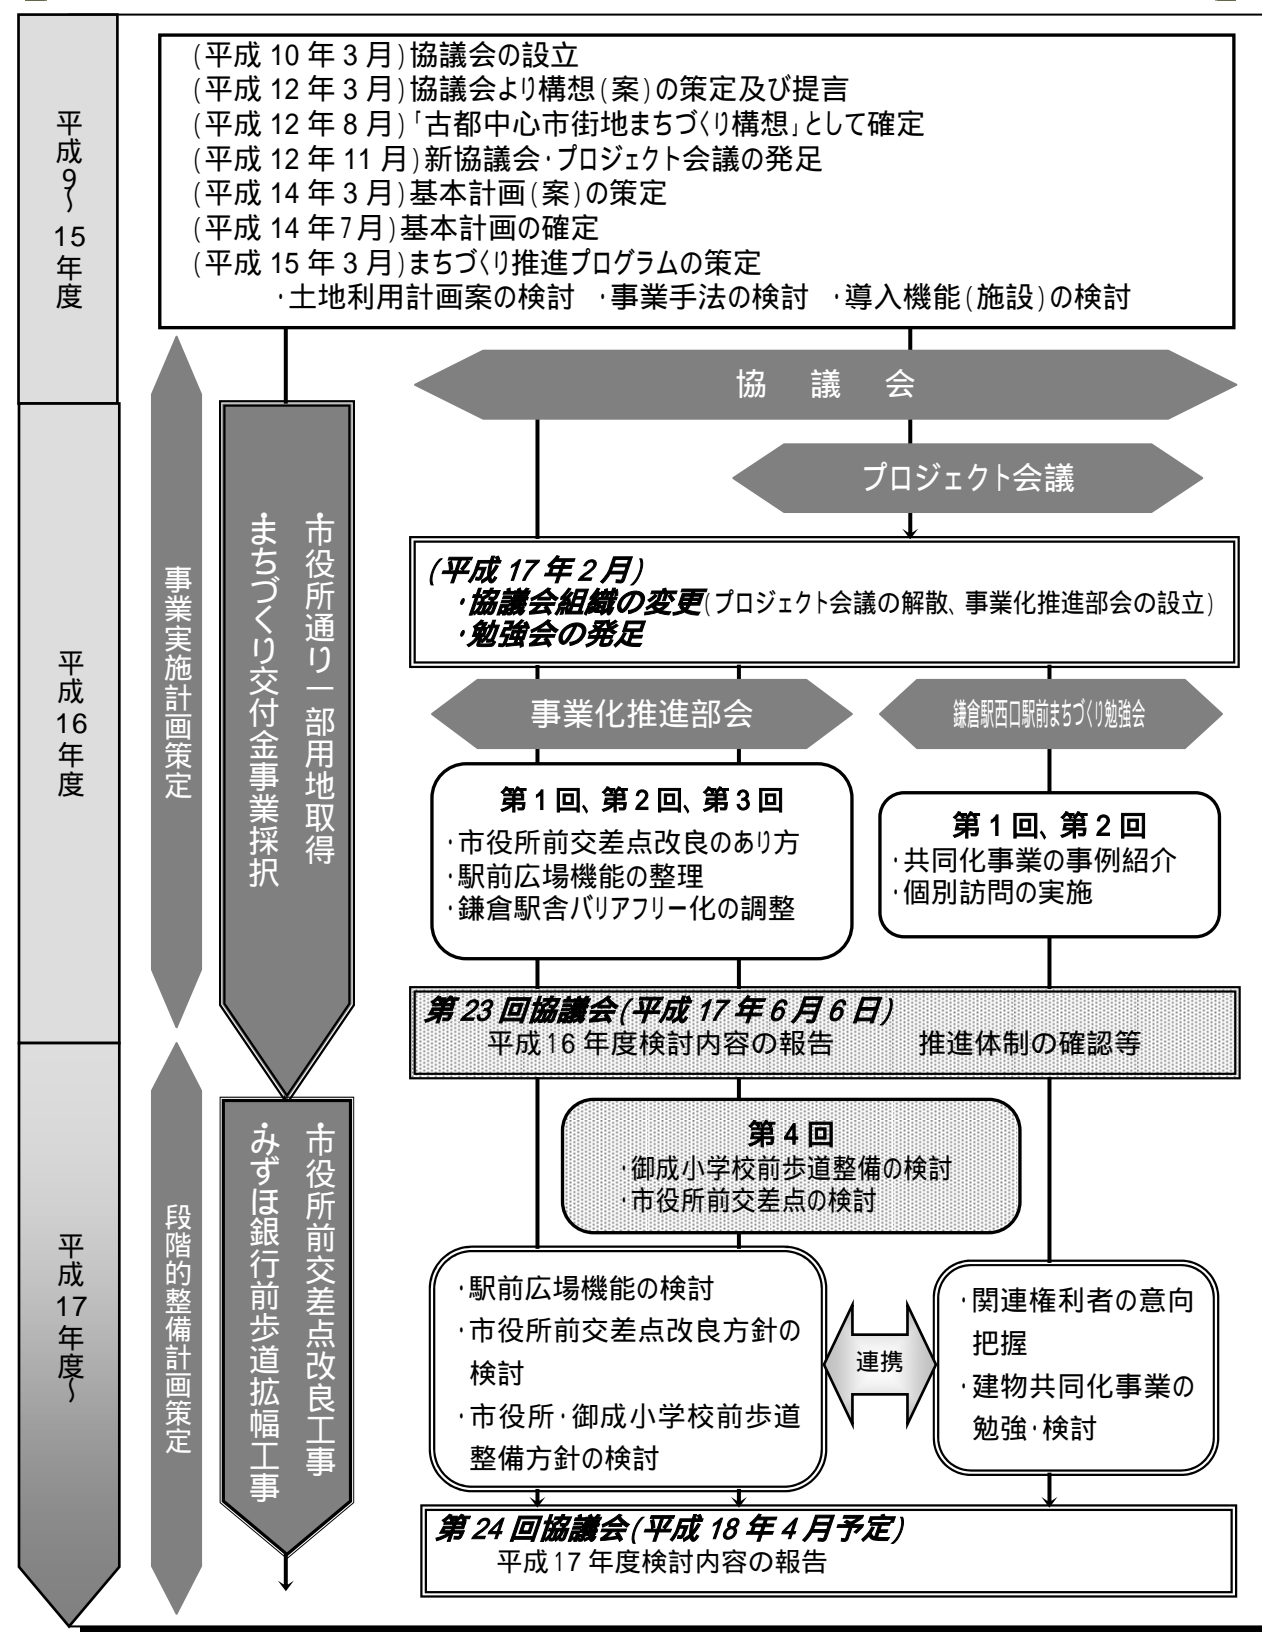 平成9～15年度
(平成 10 年 3 月)協議会の設立
(平成 12 年 3 月)協議会より構想(案)の策定及び提言
(平成 12 年 8 月)「古都中心市街地まちづくり構想」として確定
(平成 12 年 11 月)新協議会・プロジェクト会議の発足
(平成 14 年 3 月)基本計画(案)の策定
(平成 14 年7月)基本計画の確定
(平成 15 年 3 月)まちづくり推進プログラムの策定
・土地利用計画案の検討 ・事業手法の検討 ・導入機能(施設)の検討
協 議 会
プロジェクト会議
平成16年度
事業実施計画策定
・市役所通り一部用地取得
・まちづくり交付金事業採択
(平成 17 年 2 月)
・協議会組織の変更(プロジェクト会議の解散、事業化推進部会の設立)
・勉強会の発足
事業化推進部会
鎌倉駅西口駅前まちづくり勉強会
第 1 回、第 2 回、第 3 回
・市役所前交差点改良のあり方
・駅前広場機能の整理
・鎌倉駅舎バリアフリー化の調整
第 1 回、第 2 回
・共同化事業の事例紹介
・個別訪問の実施
第 23 回協議会(平成 17 年 6 月 6 日)
平成16 年度検討内容の報告 推進体制の確認等
平成17年度～
段階的整備計画策定
・市役所前交差点改良工事
・みずほ銀行前歩道拡幅工事
第 4 回
・御成小学校前歩道整備の検討
・市役所前交差点の検討
・駅前広場機能の検討
・市役所前交差点改良方針の
検討
・市役所・御成小学校前歩道
整備方針の検討
連携
・関連権利者の意向
把握
・建物共同化事業の
勉強・検討
第 24 回協議会(平成 18 年 4 月予定)
平成17 年度検討内容の報告